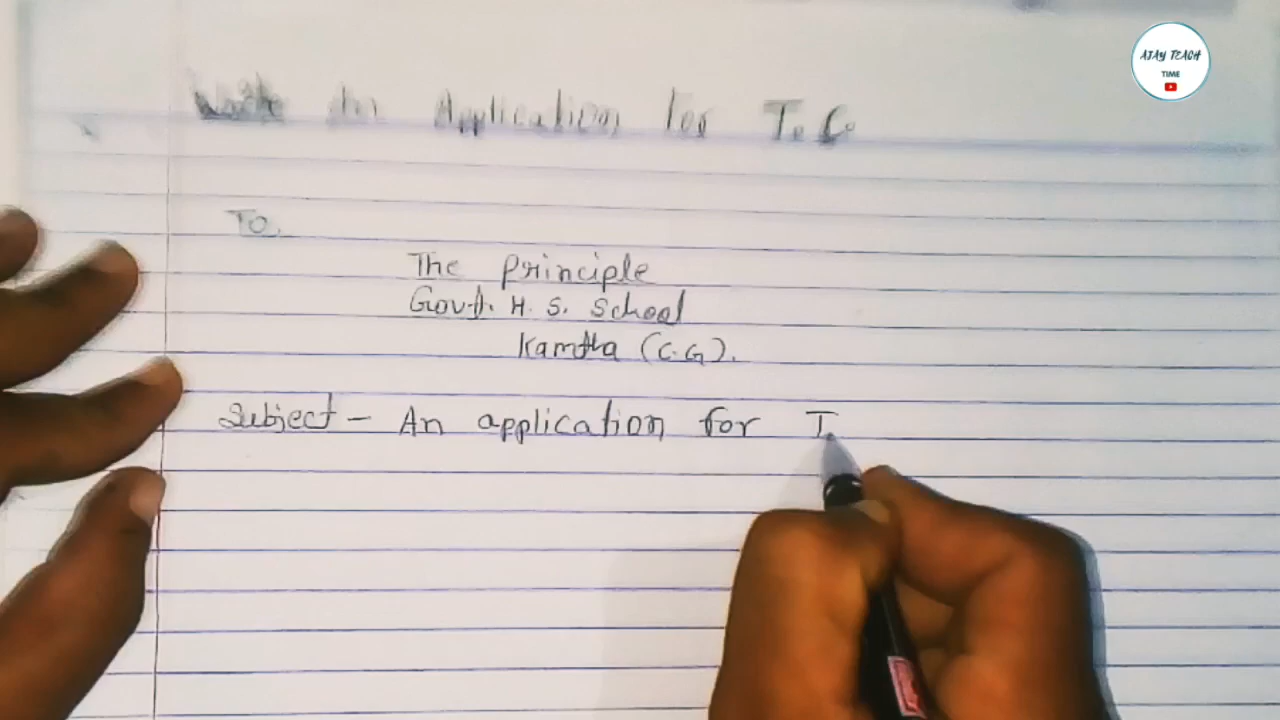 AJAY TEACH
TIME
Write An Application for T.C.
To,
The Principle
Govt. H. S. School
Kamtha (C.G).
Subject - An application for T.